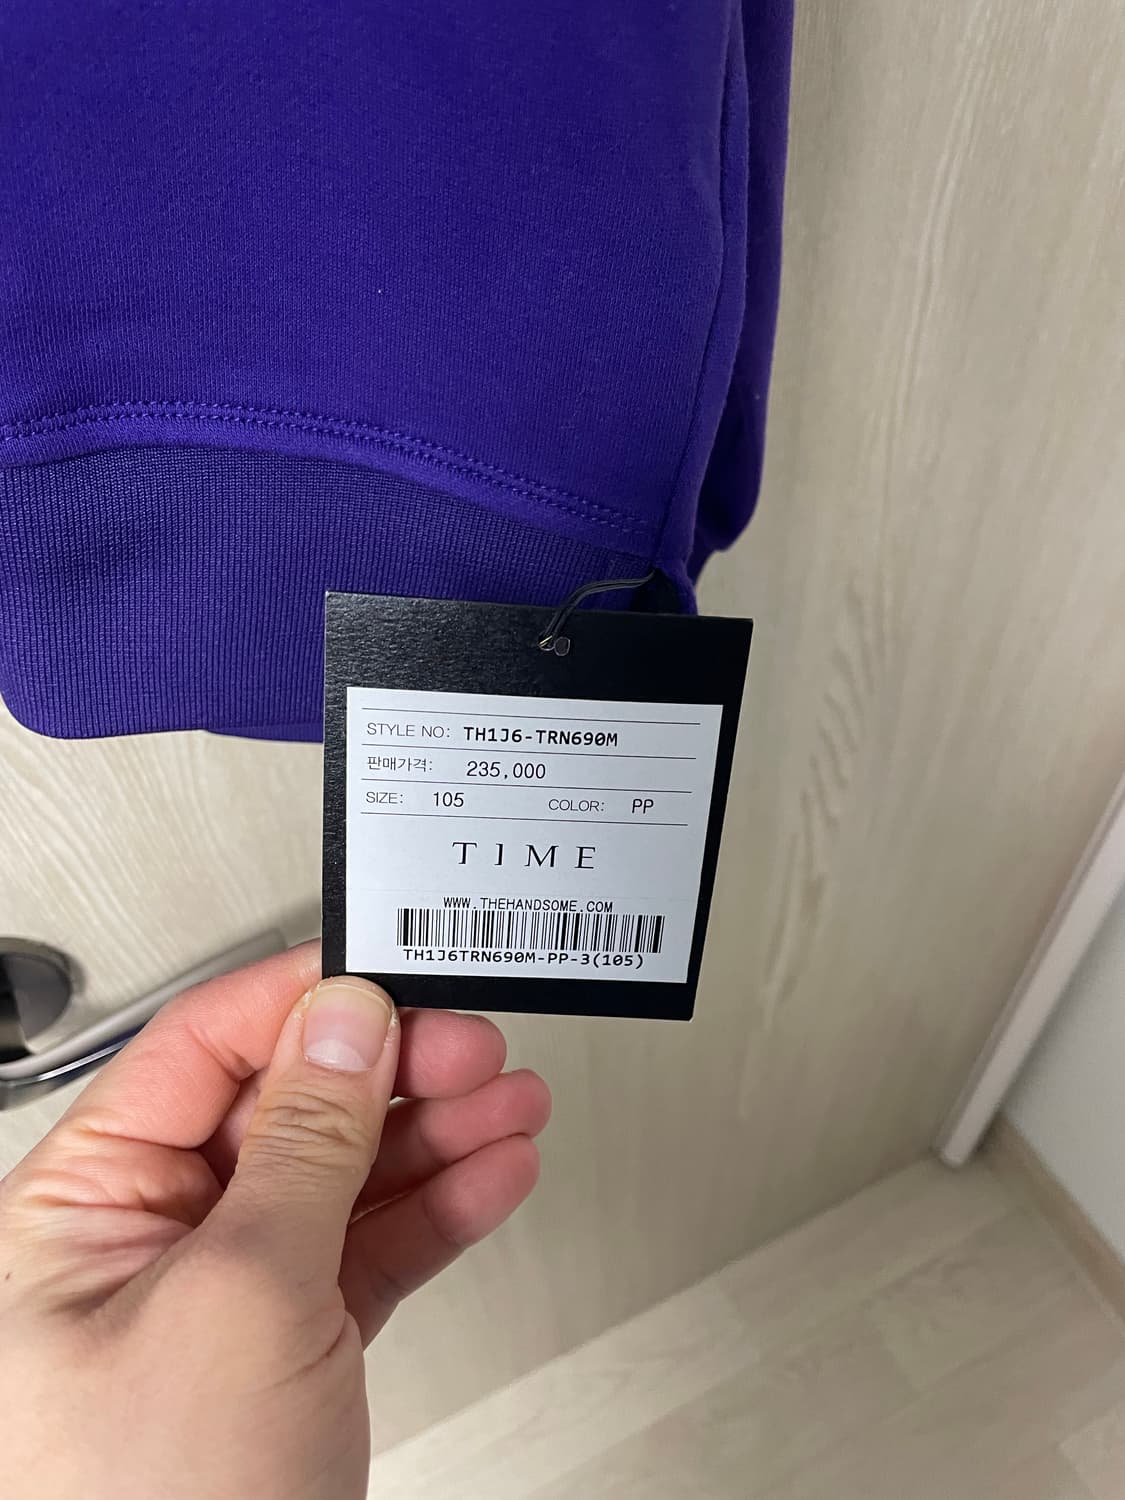 STYLE NO: TH1J6-TRN690M
판매가격: 235,000
SIZE: 105 COLOR: PP
TIME
WWW.THEHANDSOME.COM
TH1J6TRN690M-PP-3(105)